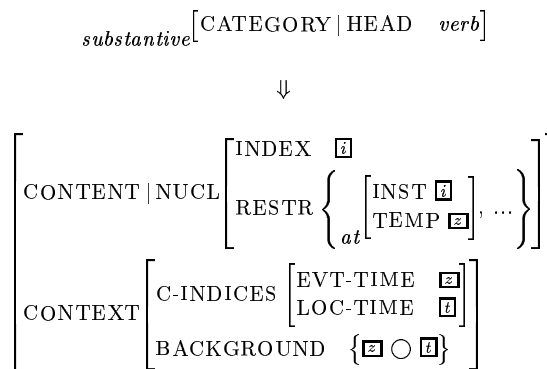 substantive[CATEGORY | HEAD verb]
⇓
INDEX i
CONTENT | NUCL
RESTR { at[INST i
TEMP z], ... }
C-INDICES [EVT-TIME z
LOC-TIME t]
CONTEXT
BACKGROUND {z ◯ t}